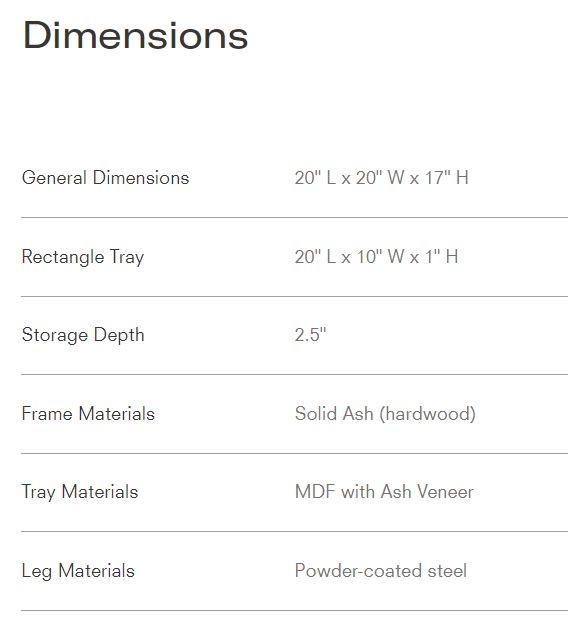 Dimensions
General Dimensions 20" L x 20" W x 17" H
Rectangle Tray 20" L x 10" W x 1" H
Storage Depth 2.5"
Frame Materials Solid Ash (hardwood)
Tray Materials MDF with Ash Veneer
Leg Materials Powder-coated steel